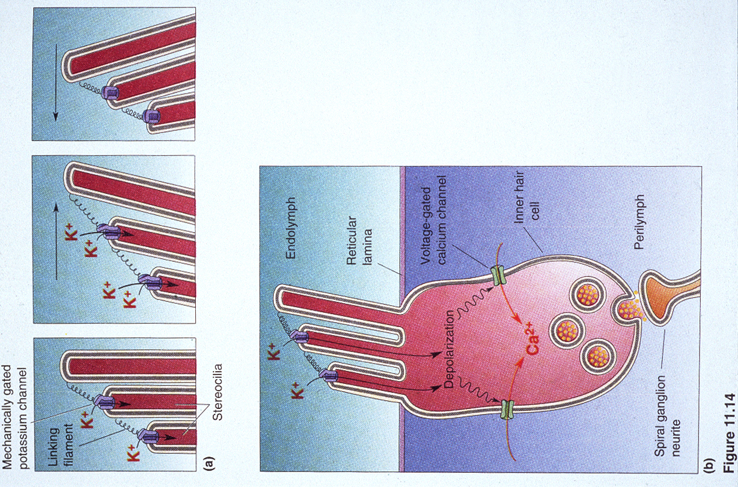 Mechanically gated
potassium channel
Linking
filament
K+
K+
Stereocilia
K+
K+
K+
K+
(a)
Endolymph
K+
K+
Reticular
lamina
Depolarization
Voltage-gated
calcium channel
Ca2+
Inner hair
cell
Perilymph
Spiral ganglion
neurite
(b)
Figure 11.14